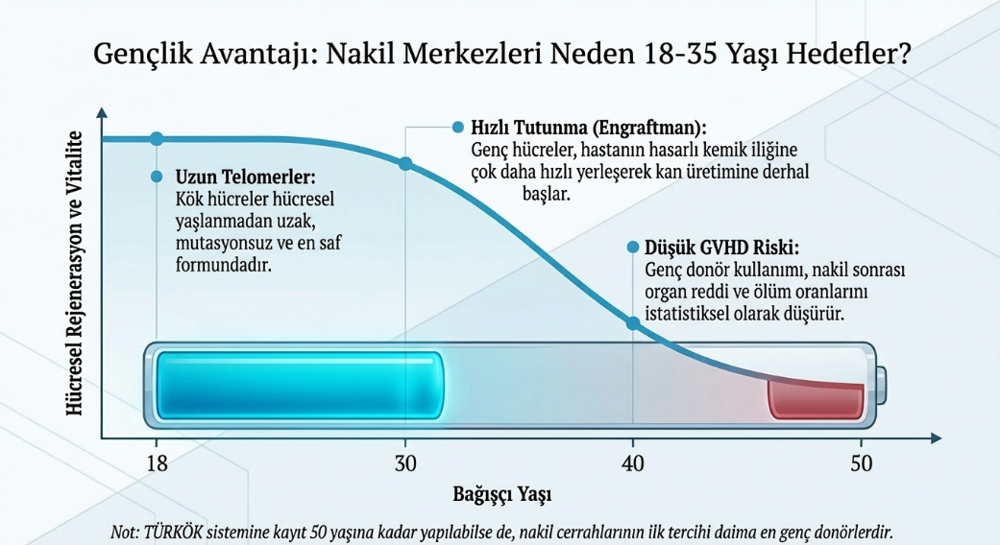 Gençlik Avantajı: Nakil Merkezleri Neden 18-35 Yaşı Hedefler?
Hücresel Rejenerasyon ve Vitalite
Uzun Telomerler:
Kök hücreler hücresel
yaşlanmadan uzak,
mutasyonsuz ve en saf
formundadır.
Hızlı Tutunma (Engraftman):
Genç hücreler, hastanın hasarlı kemik iliğine
çok daha hızlı yerleşerek kan üretimine derhal
başlar.
Düşük GVHD Riski:
Genç donör kullanımı, nakil sonrası
organ reddi ve ölüm oranlarını
istatistiksel olarak düşürür.
18 30 40 50
Bağışçı Yaşı
Not: TÜRKÖK sistemine kayıt 50 yaşına kadar yapılabilse de, nakil cerrahlarının ilk tercihi daima en genç donörlerdir.